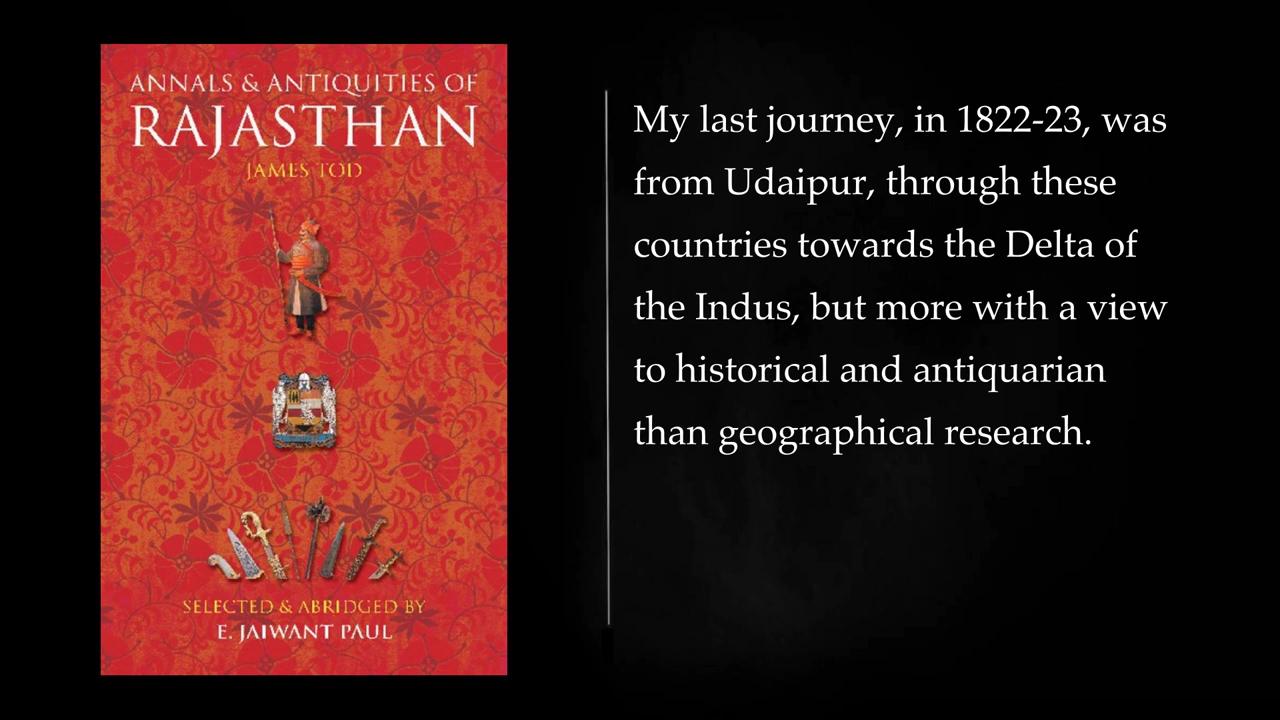 ANNALS & ANTIQUITIES OF
RAJASTHAN
JAMES TOD
SELECTED & ABRIDGED BY
E. JAIWANT PAUL
My last journey, in 1822-23, was
from Udaipur, through these
countries towards the Delta of
the Indus, but more with a view
to historical and antiquarian
than geographical research.